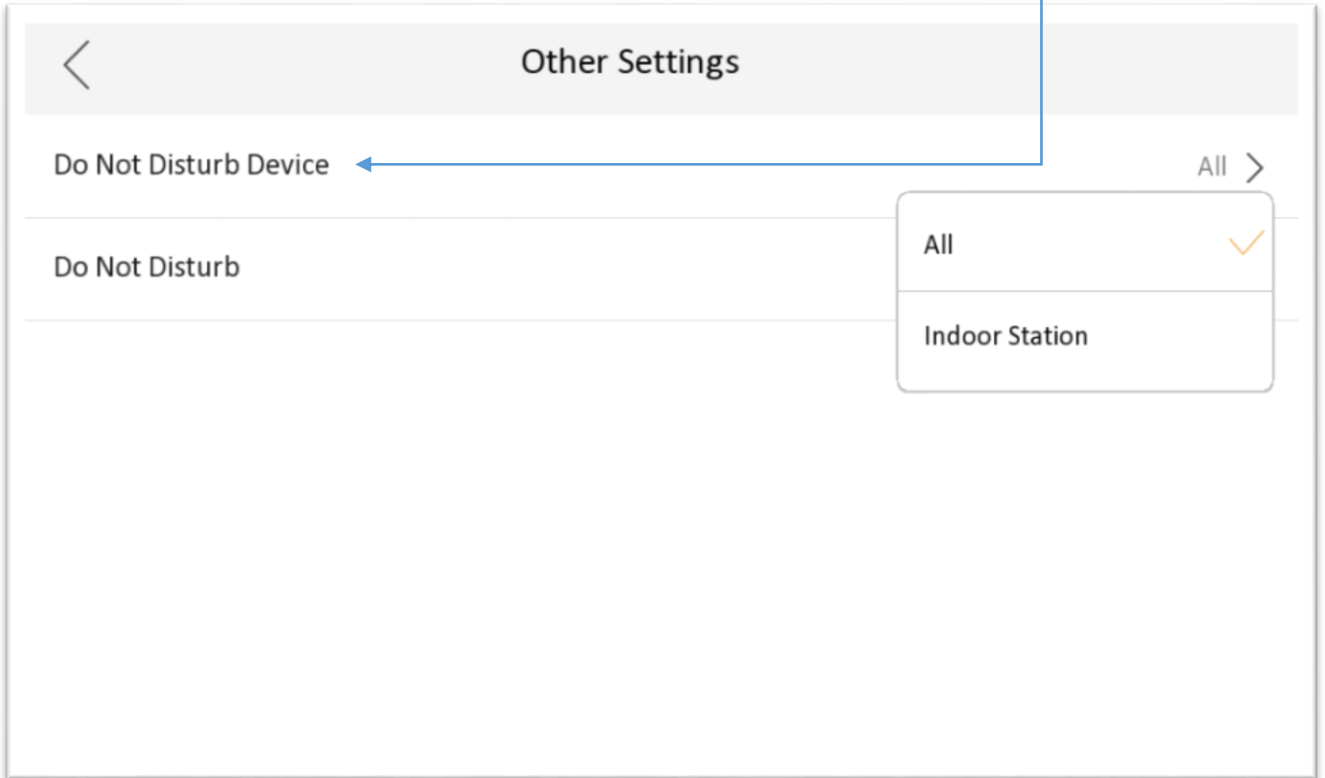 Other Settings
Do Not Disturb Device
All
All
Do Not Disturb
Indoor Station